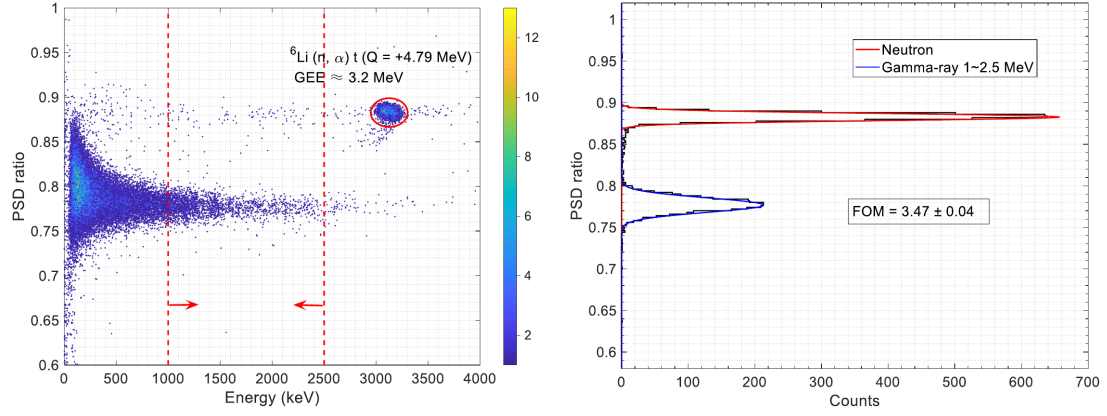 1
0.95
0.9
0.85
0.8
0.75
0.7
0.65
0.6
PSD ratio
0 500 1000 1500 2000 2500 3000 3500 4000
Energy (keV)
⁶Li (n, α) t (Q = +4.79 MeV)
GEE ≈ 3.2 MeV
12
10
8
6
4
2
1
0.95
0.9
0.85
0.8
0.75
0.7
0.65
0.6
PSD ratio
0 100 200 300 400 500 600 700
Counts
Neutron
Gamma-ray 1~2.5 MeV
FOM = 3.47 ± 0.04